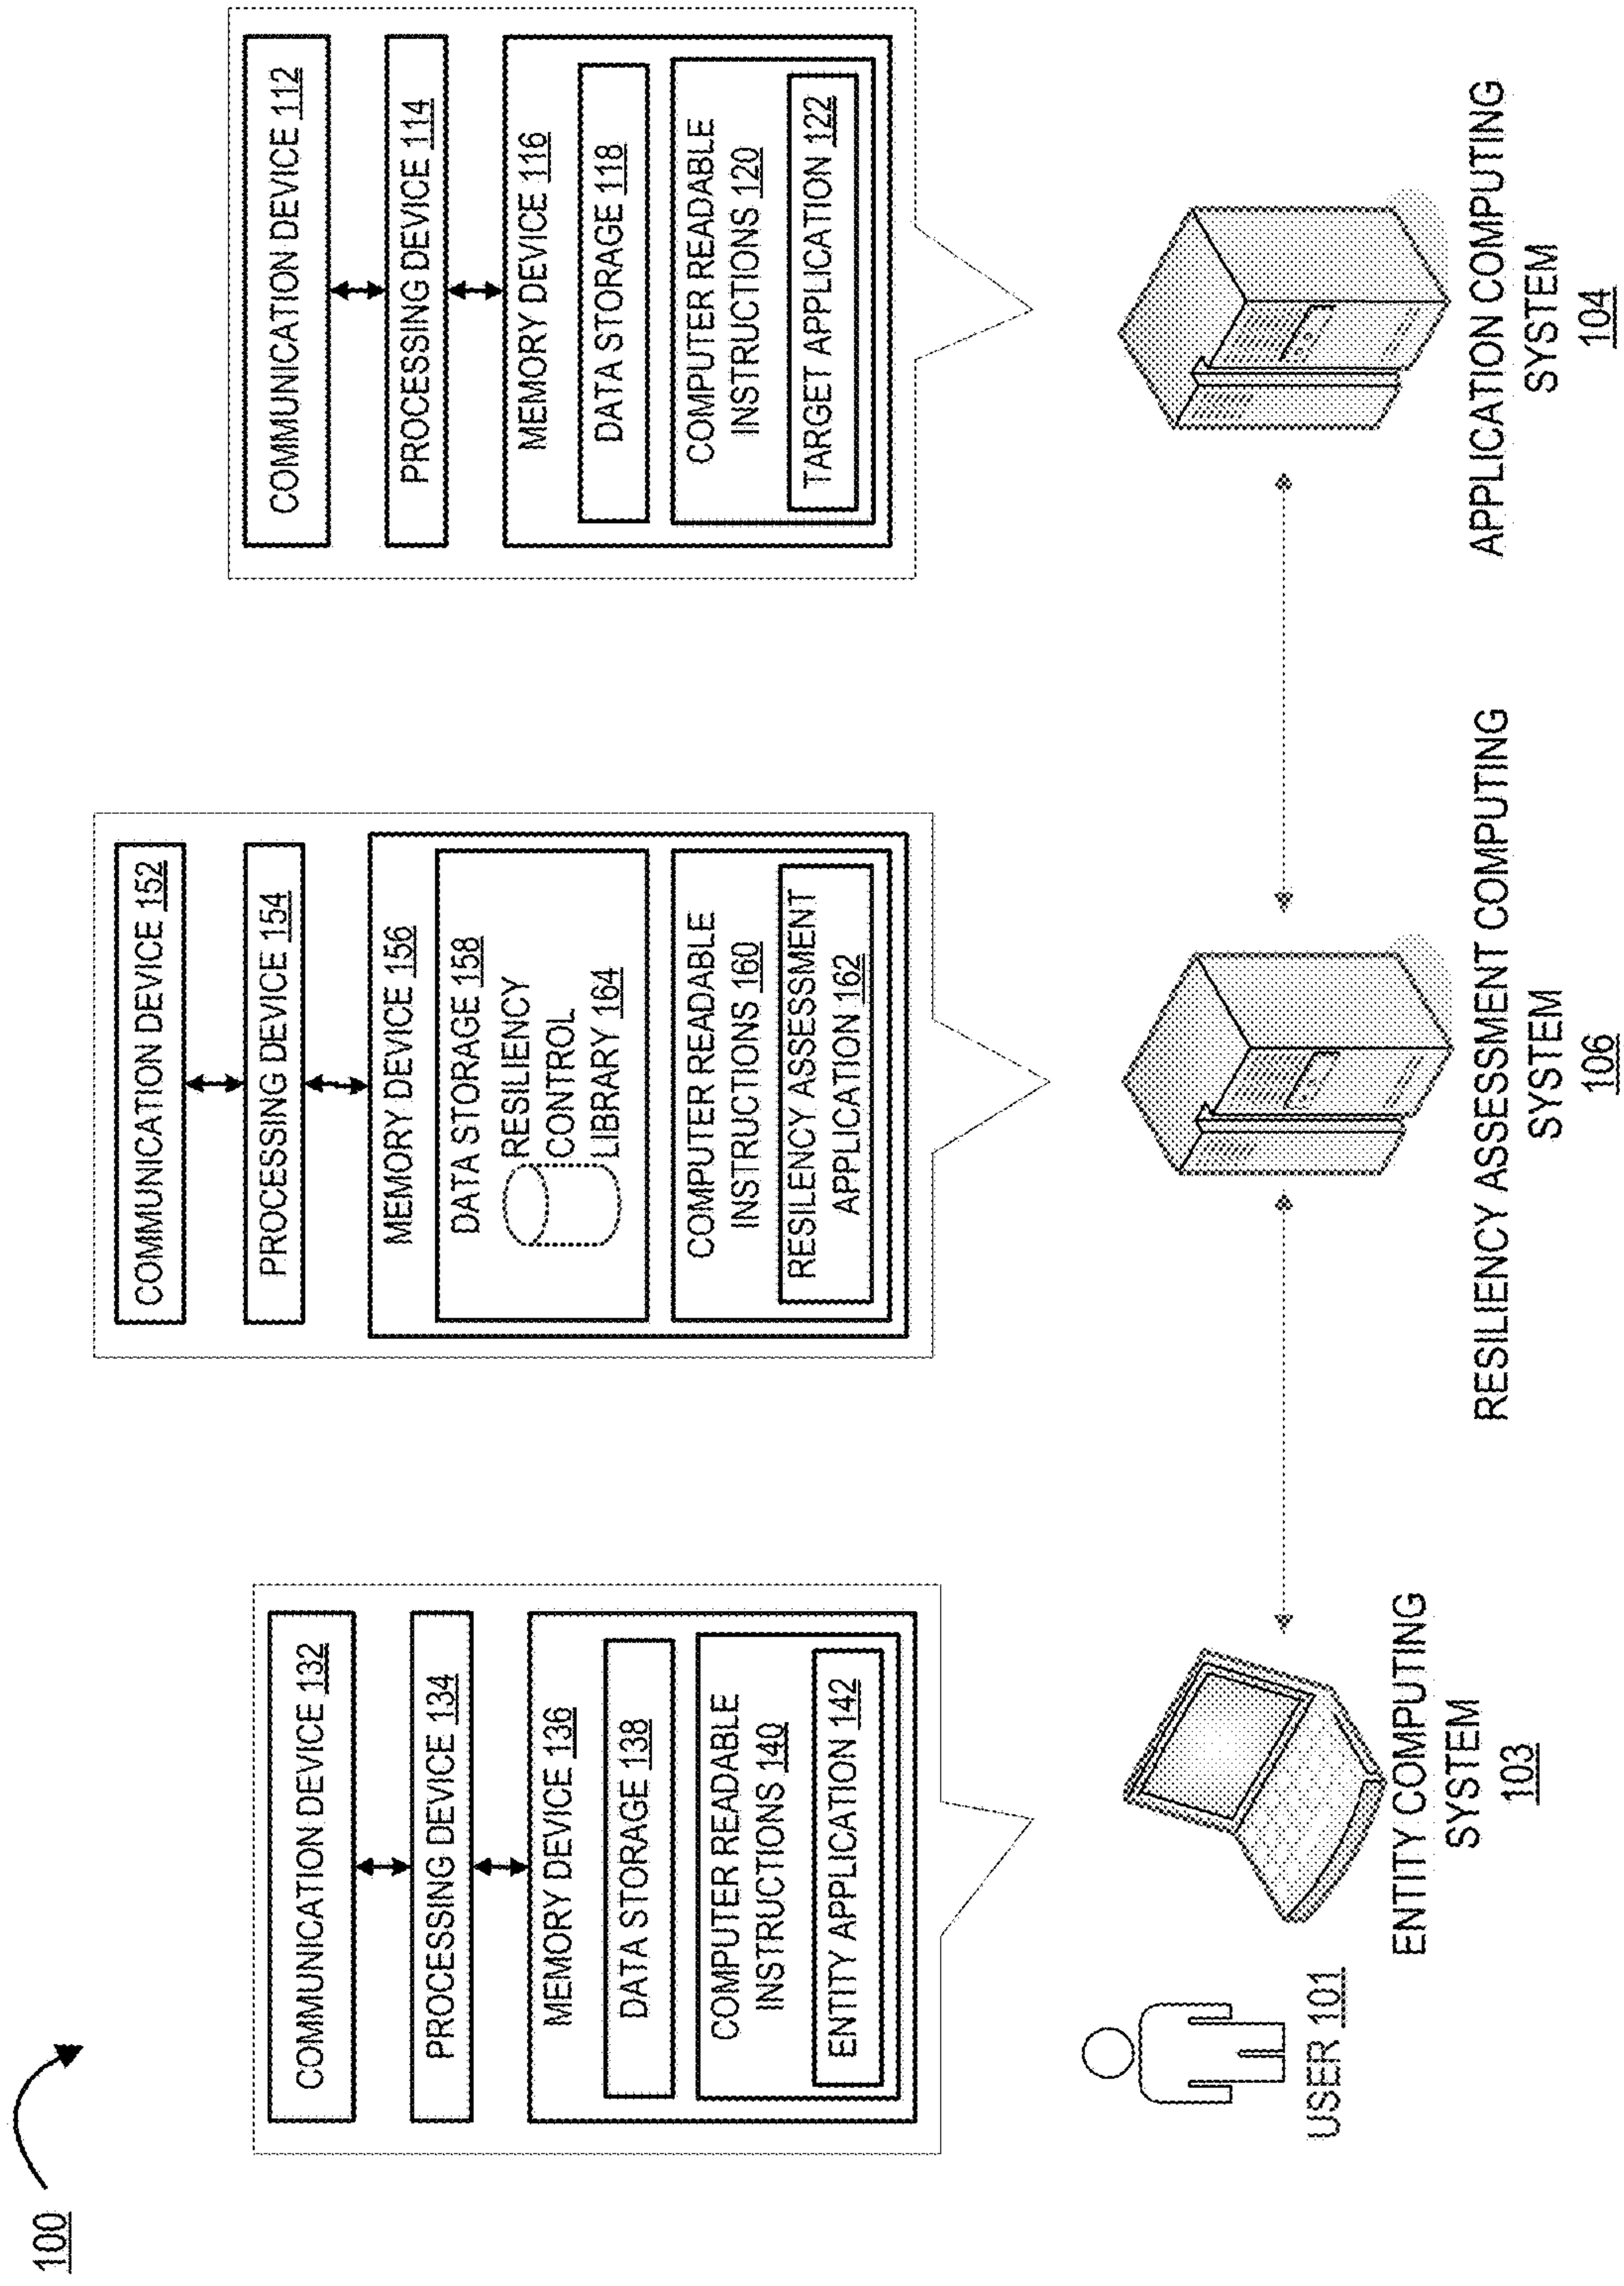 100
COMMUNICATION DEVICE 132
PROCESSING DEVICE 134
MEMORY DEVICE 136
DATA STORAGE 138
COMPUTER READABLE
INSTRUCTIONS 140
ENTITY APPLICATION 142
USER 101
ENTITY COMPUTING
SYSTEM
103
COMMUNICATION DEVICE 152
PROCESSING DEVICE 154
MEMORY DEVICE 156
DATA STORAGE 158
RESILIENCY
CONTROL
LIBRARY 164
COMPUTER READABLE
INSTRUCTIONS 160
RESILENCY ASSESSMENT
APPLICATION 162
RESILIENCY ASSESSMENT COMPUTING
SYSTEM
106
COMMUNICATION DEVICE 112
PROCESSING DEVICE 114
MEMORY DEVICE 116
DATA STORAGE 118
COMPUTER READABLE
INSTRUCTIONS 120
TARGET APPLICATION 122
APPLICATION COMPUTING
SYSTEM
104